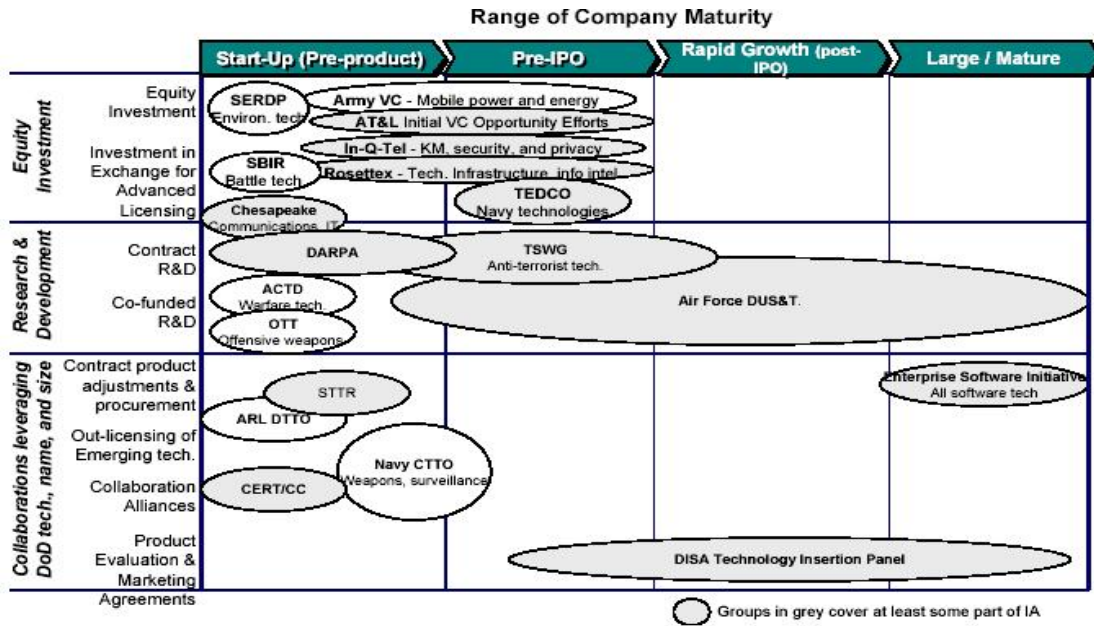 Range of Company Maturity
Start-Up (Pre-product)
Pre-IPO
Rapid Growth (post-
IPO)
Large / Mature
Equity
Investment
Equity
Investment
Investment in
Exchange for
Advanced
Licensing
SERDP
Environ. tech
Army VC - Mobile power and energy
AT&L Initial VC Opportunity Efforts
In-Q-Tel - KM, security, and privacy
SBIR
Battle tech
Rosettex - Tech. Infrastructure, info intel
TEDCO
Navy technologies
Chesapeake
Communications, IT
Research &
Development
Contract
R&D
Co-funded
R&D
DARPA
TSWG
Anti-terrorist tech.
ACTD
Warfare tech
Air Force DUS&T.
OTT
Offensive weapons
Collaborations leveraging
DoD tech., name, and size
Contract product
adjustments &
procurement
Out-licensing of
Emerging tech.
Collaboration
Alliances
Product
Evaluation &
Marketing
Agreements
STTR
Enterprise Software Initiative
All software tech
ARL DTTO
Navy CTTO
Weapons, surveillance
CERT/CC
DISA Technology Insertion Panel
Groups in grey cover at least some part of IA